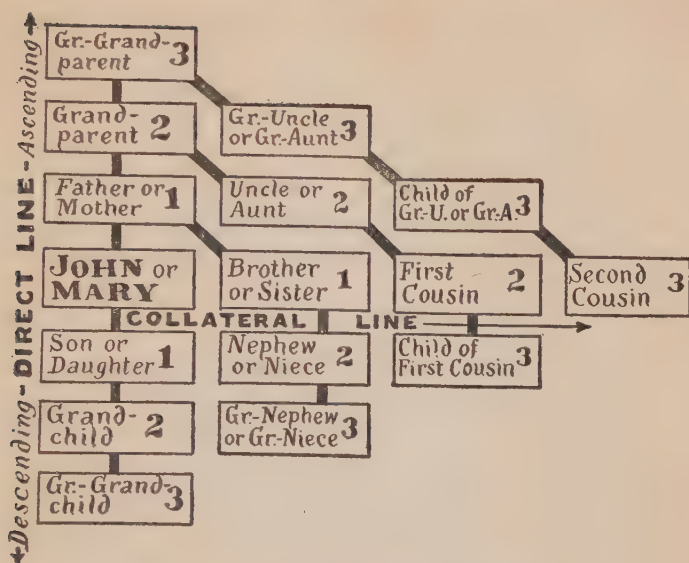 Gr.-Grand-
parent 3
Grand-
parent 2
Gr.-Uncle
or Gr.-Aunt 3
Father or
Mother 1
Uncle or
Aunt 2
Child of
Gr.-U. or Gr.-A 3
JOHN or
MARY
Brother
or Sister 1
First
Cousin 2
Second
Cousin 3
COLLATERAL LINE
Son or
Daughter 1
Nephew
or Niece 2
Child of
First Cousin 3
Grand-
child 2
Gr.-Nephew
or Gr.-Niece 3
Gr.-Grand-
child 3
Descending-DIRECT LINE-Ascending